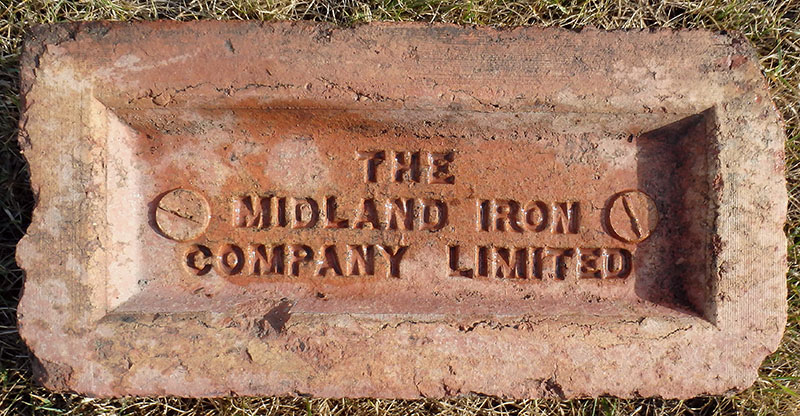 THE
MIDLAND IRON
COMPANY LIMITED